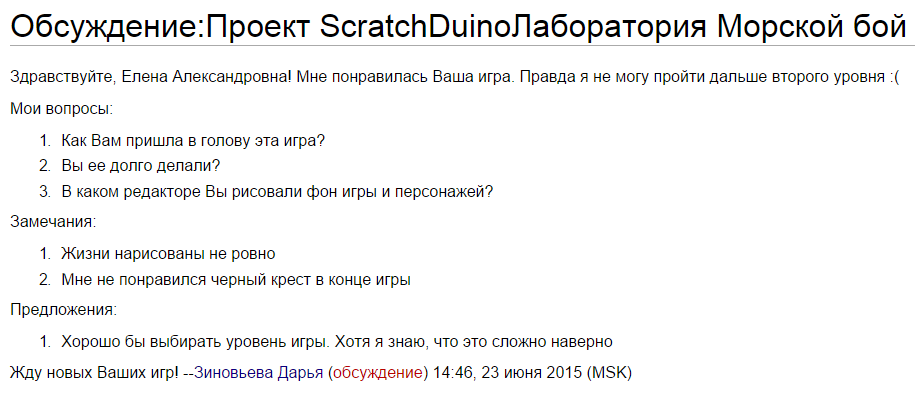 Обсуждение:Проект ScratchDuinoЛаборатория Морской бой
Здравствуйте, Елена Александровна! Мне понравилась Ваша игра. Правда я не могу пройти дальше второго уровня :(
Мои вопросы:
1. Как Вам пришла в голову эта игра?
2. Вы ее долго делали?
3. В каком редакторе Вы рисовали фон игры и персонажей?
Замечания:
1. Жизни нарисованы не ровно
2. Мне не понравился черный крест в конце игры
Предложения:
1. Хорошо бы выбирать уровень игры. Хотя я знаю, что это сложно наверно
Жду новых Ваших игр! --Зиновьева Дарья (обсуждение) 14:46, 23 июня 2015 (MSK)